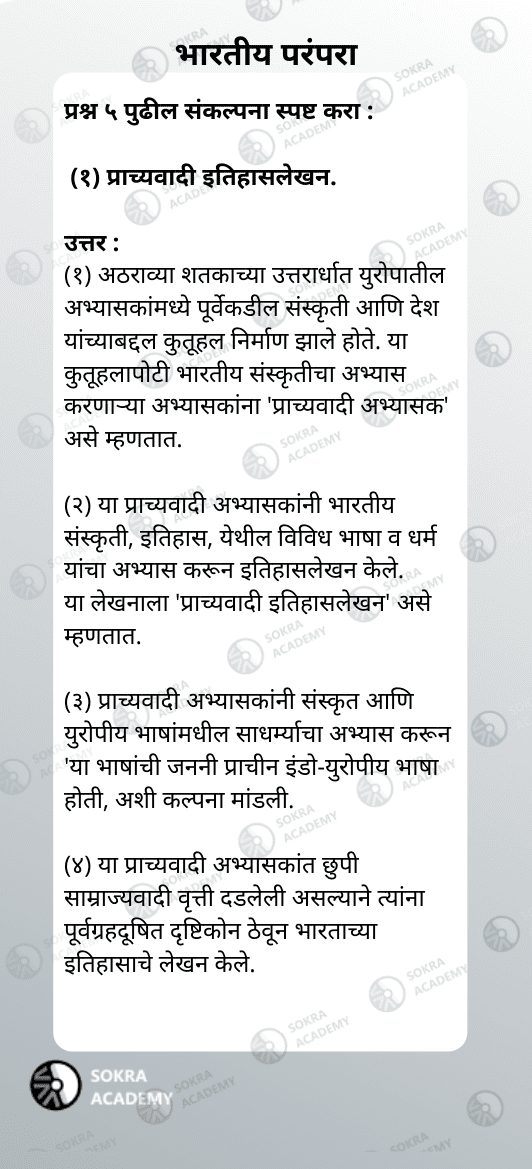 भारतीय परंपरा
प्रश्न ५ पुढील संकल्पना स्पष्ट करा :
(१) प्राच्यवादी इतिहासलेखन.
उत्तर :
(१) अठराव्या शतकाच्या उत्तरार्धात युरोपातील
अभ्यासकांमध्ये पूर्वेकडील संस्कृती आणि देश
यांच्याबद्दल कुतूहल निर्माण झाले होते. या
कुतूहलापोटी भारतीय संस्कृतीचा अभ्यास
करणाऱ्या अभ्यासकांना 'प्राच्यवादी अभ्यासक'
असे म्हणतात.
(२) या प्राच्यवादी अभ्यासकांनी भारतीय
संस्कृती, इतिहास, येथील विविध भाषा व धर्म
यांचा अभ्यास करून इतिहासलेखन केले.
या लेखनाला 'प्राच्यवादी इतिहासलेखन' असे
म्हणतात.
(३) प्राच्यवादी अभ्यासकांनी संस्कृत आणि
युरोपीय भाषांमधील साधर्म्याचा अभ्यास करून
'या भाषांची जननी प्राचीन इंडो-युरोपीय भाषा
होती, अशी कल्पना मांडली.
(४) या प्राच्यवादी अभ्यासकांत छुपी
साम्राज्यवादी वृत्ती दडलेली असल्याने त्यांना
पूर्वग्रहदूषित दृष्टिकोन ठेवून भारताच्या
इतिहासाचे लेखन केले.
SOKRA
ACADEMY